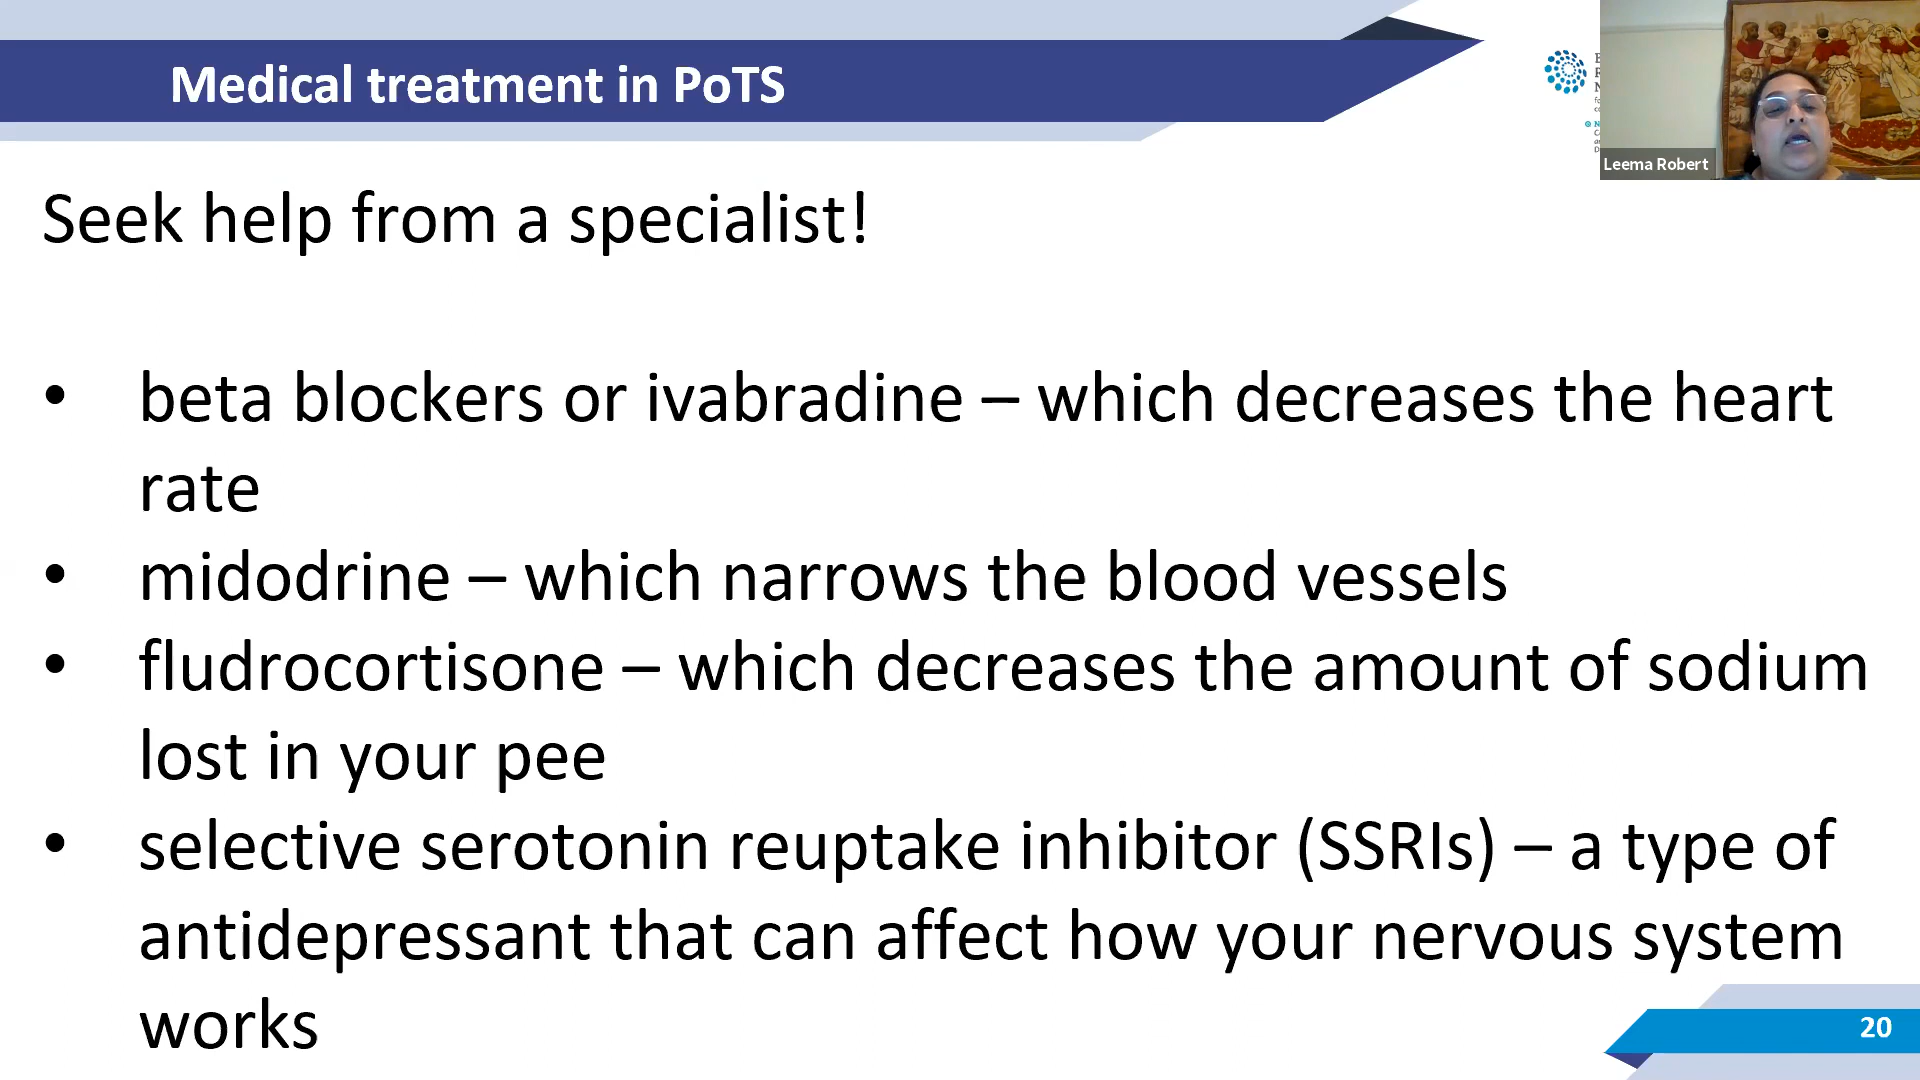 Medical treatment in PoTS
Leema Robert
Seek help from a specialist!
• beta blockers or ivabradine – which decreases the heart
rate
• midodrine – which narrows the blood vessels
• fludrocortisone – which decreases the amount of sodium
lost in your pee
• selective serotonin reuptake inhibitor (SSRIs) – a type of
antidepressant that can affect how your nervous system
works
20